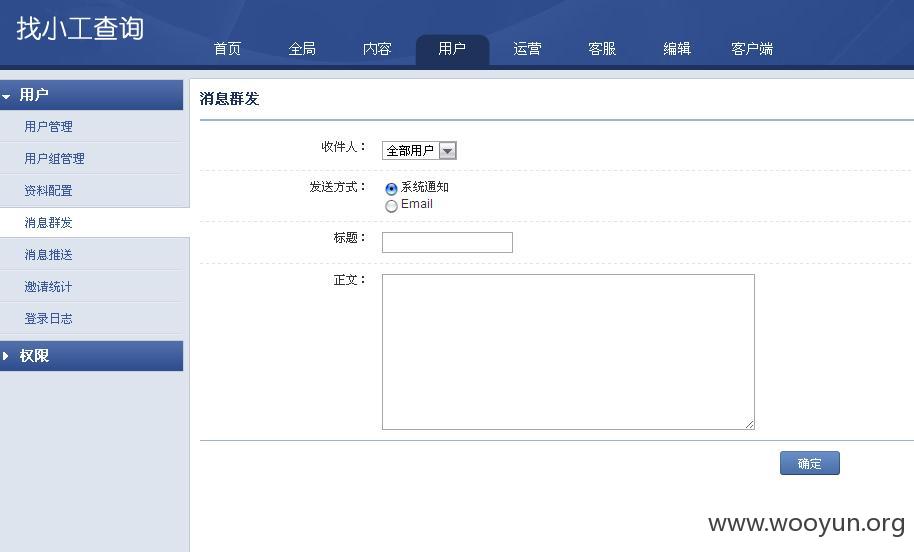 找小工查询
首页 全局 内容 用户 运营 客服 编辑 客户端
用户
用户管理
用户组管理
资料配置
消息群发
消息推送
邀请统计
登录日志
权限
消息群发
收件人：
全部用户
发送方式：
系统通知
Email
标题：
正文：
确定
www.wooyun.org